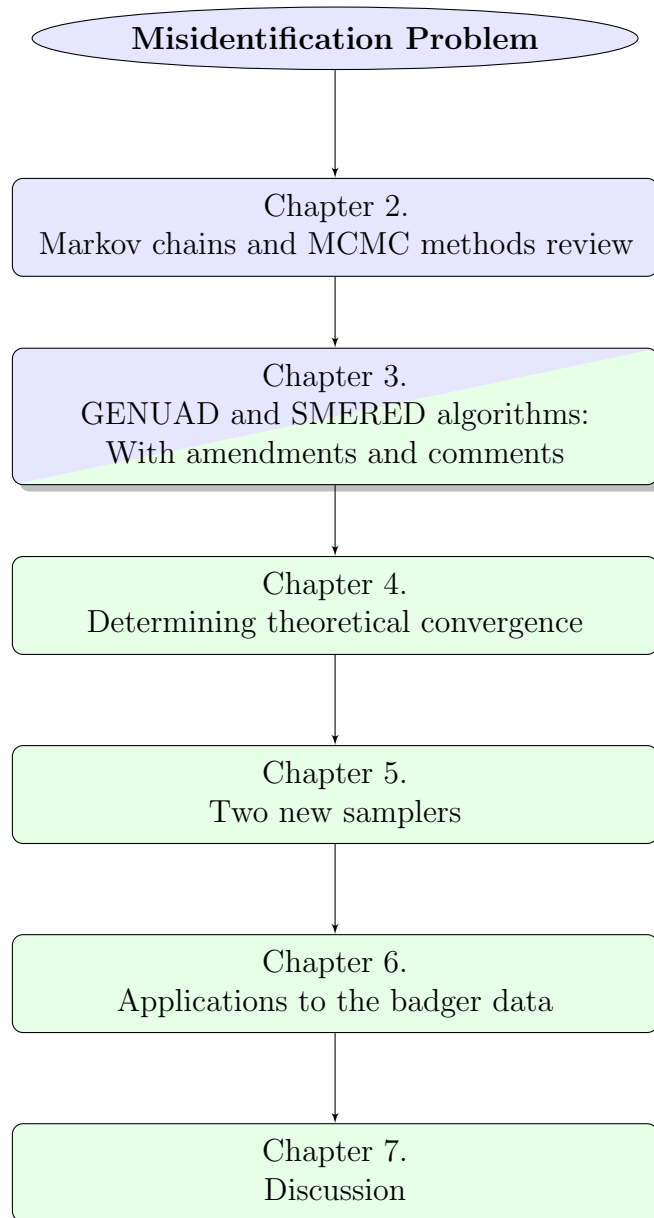 Misidentification Problem
Chapter 2.
Markov chains and MCMC methods review
Chapter 3.
GENUAD and SMERED algorithms:
With amendments and comments
Chapter 4.
Determining theoretical convergence
Chapter 5.
Two new samplers
Chapter 6.
Applications to the badger data
Chapter 7.
Discussion